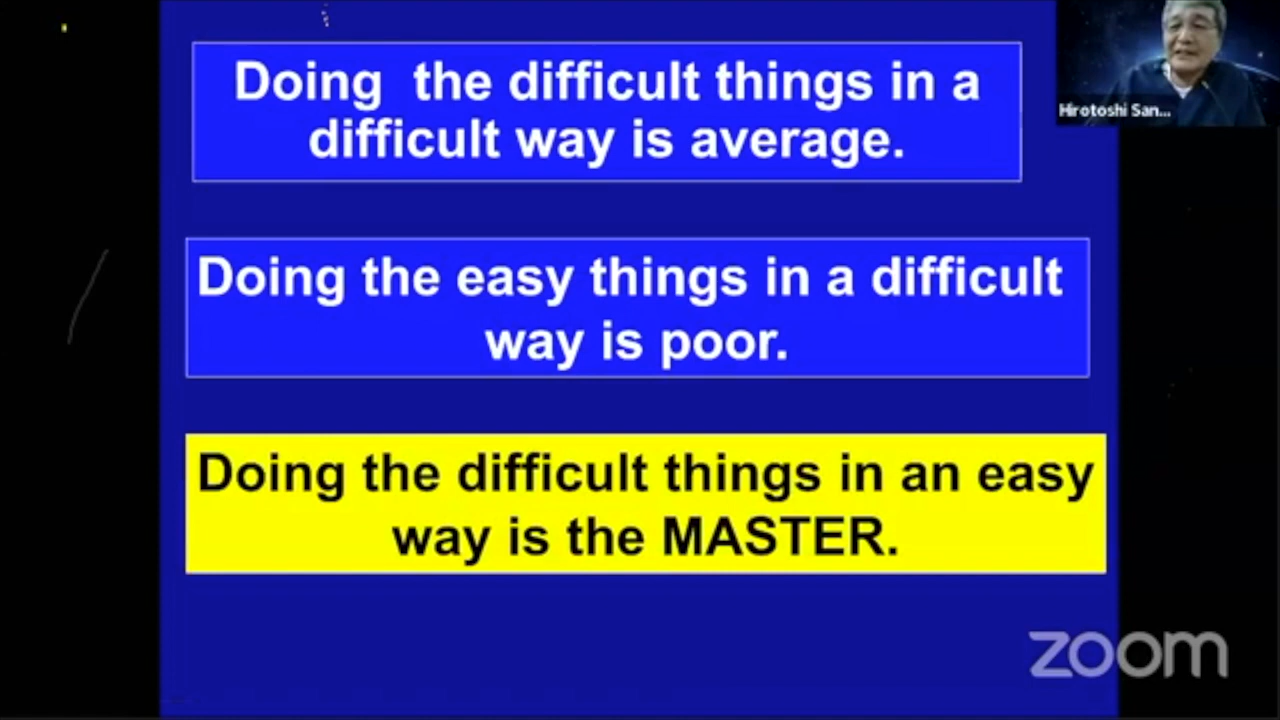 Doing  the difficult things in a
difficult way is average.
Hirotoshi San...
Doing the easy things in a difficult
way is poor.
Doing the difficult things in an easy
way is the MASTER.
zoom